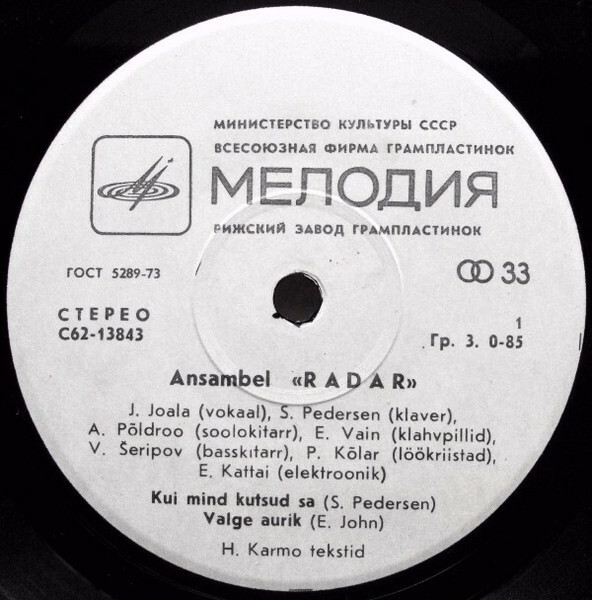 МИНИСТЕРСТВО КУЛЬТУРЫ СССР
ВСЕСОЮЗНАЯ ФИРМА ГРАМПЛАСТИНОК
МЕЛОДИЯ
РИЖСКИЙ ЗАВОД ГРАМПЛАСТИНОК
ГОСТ 5289-73
33
СТЕРЕО
С62-13843
1
Гр. 3. 0-85
Ansambel «RADAR»
J. Joala (vokaal), S. Pedersen (klaver),
A. Põldroo (soolokitarr), E. Vain (klahvpillid),
V. Šeripov (basskitarr), P. Kõlar (löökriistad),
E. Kattai (elektroonik)
Kui mind kutsud sa (S. Pedersen)
Valge aurik (E. John)
H. Karmo tekstid